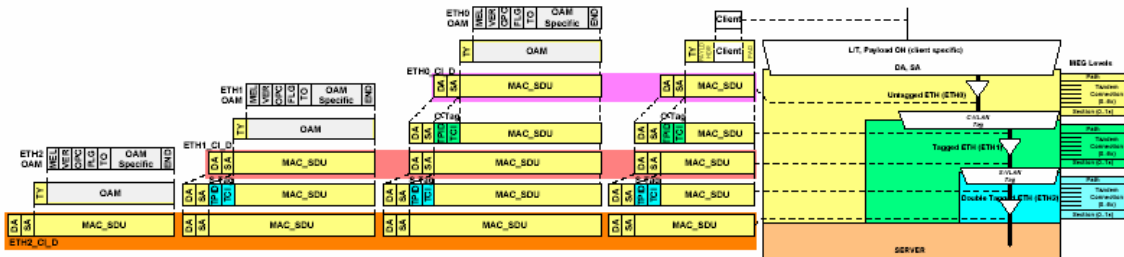 ETH0 OAM
MEL VER OPC FLG TO OAM Specific END
Client
TY OAM
TY Client PAD
L/T, Payload OH (client specific)
DA, SA
MEG Levels
ETH0_CI_D
DA SA MAC_SDU
DA SA MAC_SDU
Untagged ETH (ETH0)
Path
Tandem Connection
Section
ETH1 OAM
MEL VER OPC FLG TO OAM Specific END
C-VLAN Tag
TY OAM
C-Tag
DA SA TPID TCI MAC_SDU
C-Tag
DA SA TPID TCI MAC_SDU
Tagged ETH (ETH1)
Path
Tandem Connection
Section
ETH1_CI_D
DA SA MAC_SDU
DA SA MAC_SDU
DA SA MAC_SDU
ETH2 OAM
MEL VER OPC FLG TO OAM Specific END
S-VLAN Tag
TY OAM
DA SA TPID TCI MAC_SDU
DA SA TPID TCI MAC_SDU
DA SA TPID TCI MAC_SDU
Double Tagged ETH (ETH2)
Path
Tandem Connection
Section
DA SA MAC_SDU
DA SA MAC_SDU
DA SA MAC_SDU
DA SA MAC_SDU
ETH2_CI_D
SERVER